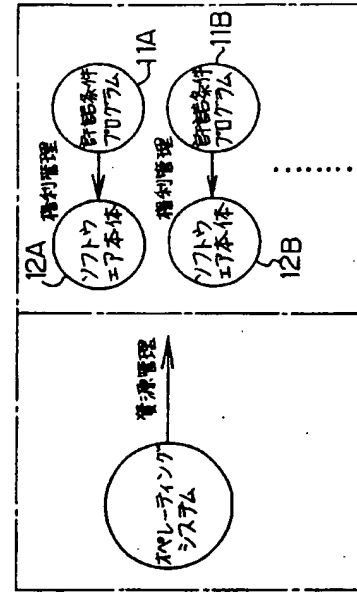 オペレーティング
システム
資源管理
12A
ソフトウ
ェア本体
権利管理
許諾条件
プログラム
11A
ソフトウ
ェア本体
12B
権利管理
許諾条件
プログラム
11B